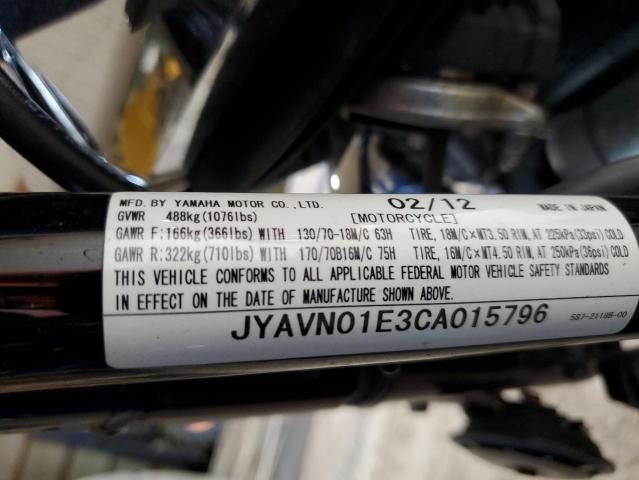 MFD. BY YAMAHA MOTOR CO.,LTD. 02/12 MADE IN JAPAN
GVWR 488kg(1076lbs) [MOTORCYCLE]
GAWR F:166kg(366lbs) WITH 130/70-18M/C 63H TIRE, 18M/C×MT3.50 RIM, AT 225kPa(33psi) COLD
GAWR R:322kg(710lbs) WITH 170/70B16M/C 75H TIRE, 16M/C×MT4.50 RIM, AT 250kPa(36psi) COLD
THIS VEHICLE CONFORMS TO ALL APPLICABLE FEDERAL MOTOR VEHICLE SAFETY STANDARDS
IN EFFECT ON THE DATE OF MANUFACTURE SHOWN ABOVE.
JYAVN01E3CA015796 5S7-2118B-00